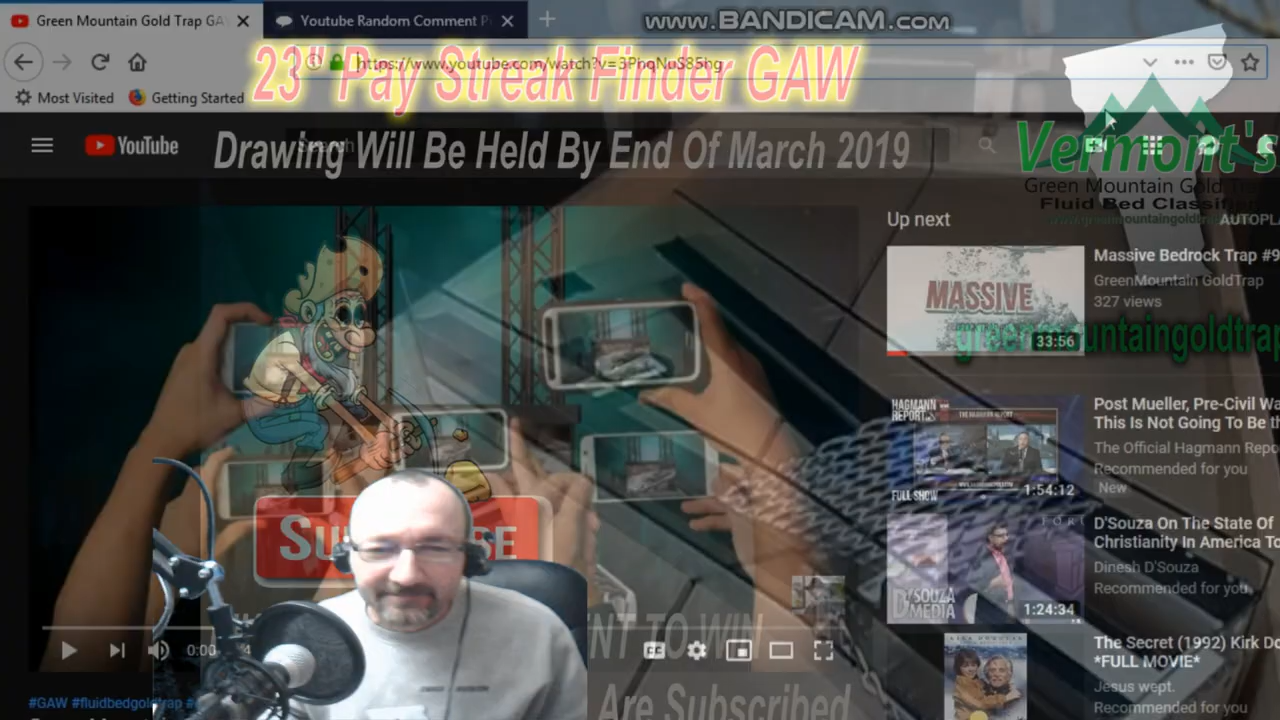 Green Mountain Gold Trap GA
Youtube Random Comment P
www.BANDICAM.com
https://www.youtube.com/watch?v=3PhqNuS85hg
23" Pay Streak Finder GAW
Most Visited
Getting Started
YouTube
Search
Drawing Will Be Held By End Of March 2019
Vermont's
Green Mountain Gold Trap
Fluid Bed Classifier
AUTOPLA
Up next
MASSIVE
33:56
Massive Bedrock Trap #9
GreenMountain GoldTrap
327 views
greenmountaingoldtrap
HAGMANN
REPORT
FULL SHOW
1:54:12
Post Mueller, Pre-Civil Wa
This Is Not Going To Be th
The Official Hagmann Repo
Recommended for you
New
D'SOUZA
MEDIA
1:24:34
D'Souza On The State Of
Christianity In America To
Dinesh D'Souza
Recommended for you
SU BE
NT TO WIN
0:00
The Secret (1992) Kirk Do
*FULL MOVIE*
Jesus wept.
Recommended for you
#GAW #fluidbedgoldtrap #
Are Subscribed